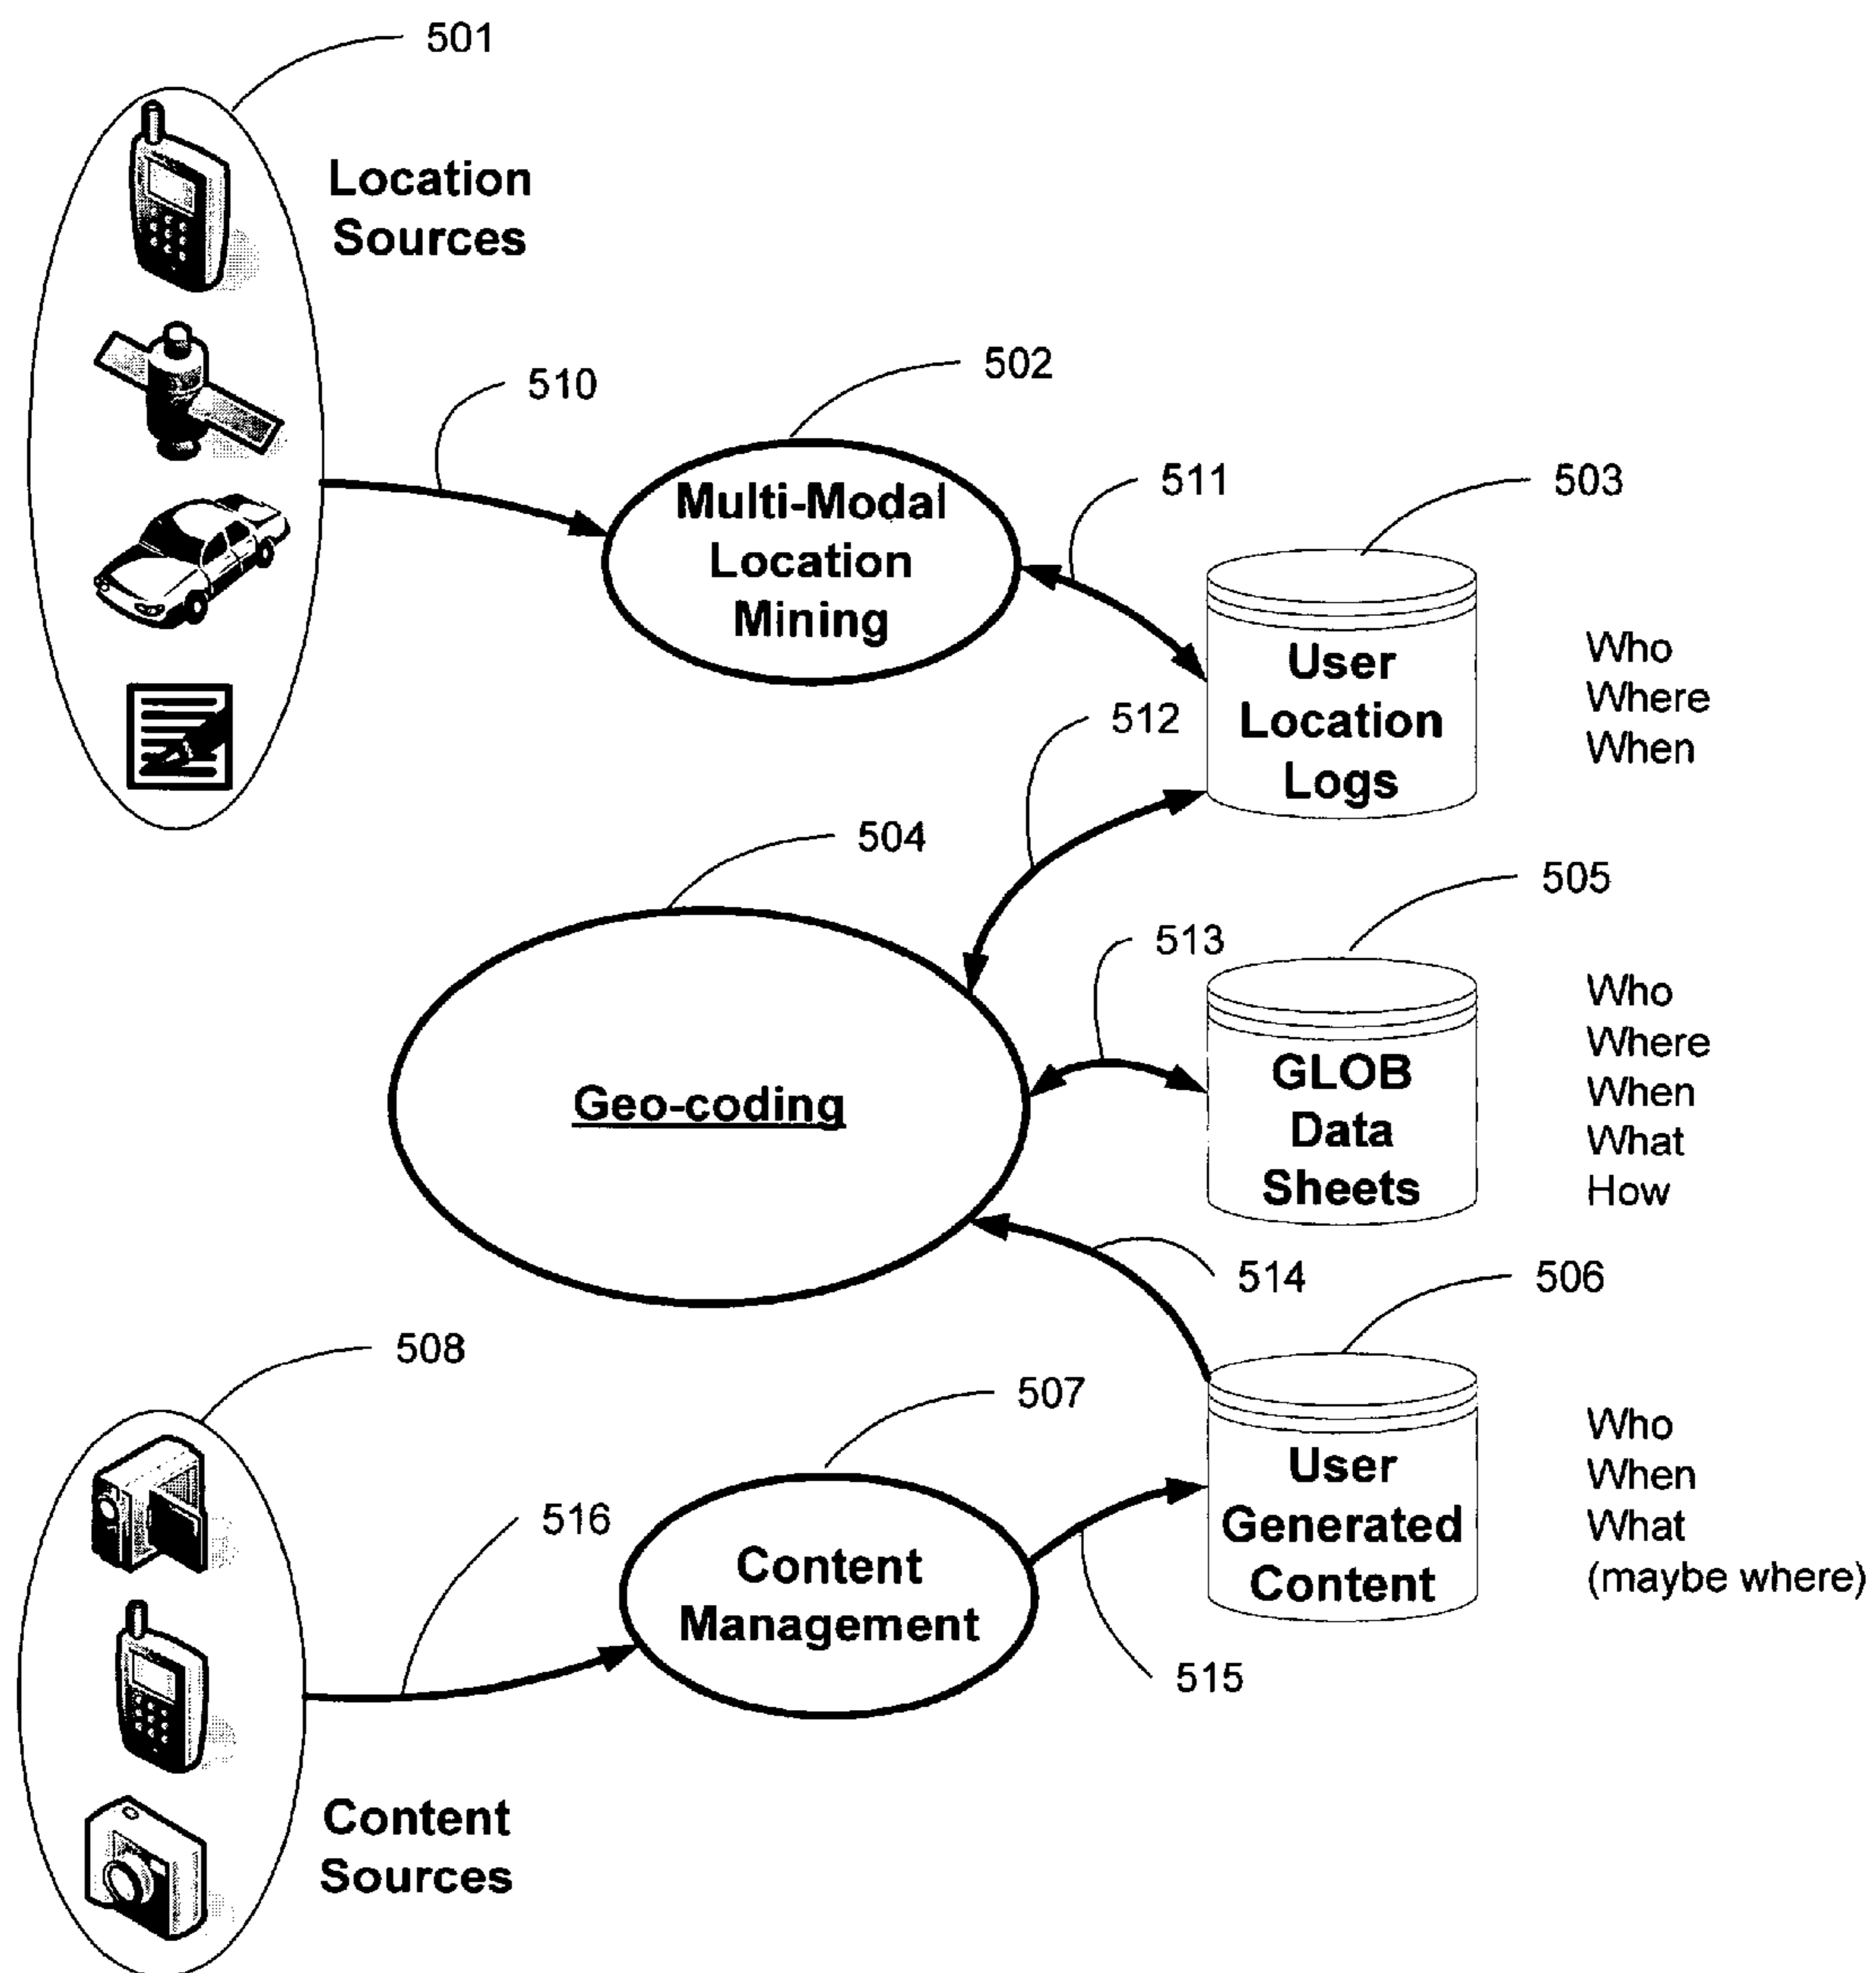 501
Location
Sources
510
502
Multi-Modal
Location
Mining
511
503
User
Location
Logs
Who
Where
When
512
504
Geo-coding
513
505
GLOB
Data
Sheets
Who
Where
When
What
How
514
506
User
Generated
Content
Who
When
What
(maybe where)
508
507
516
Content
Management
515
Content
Sources